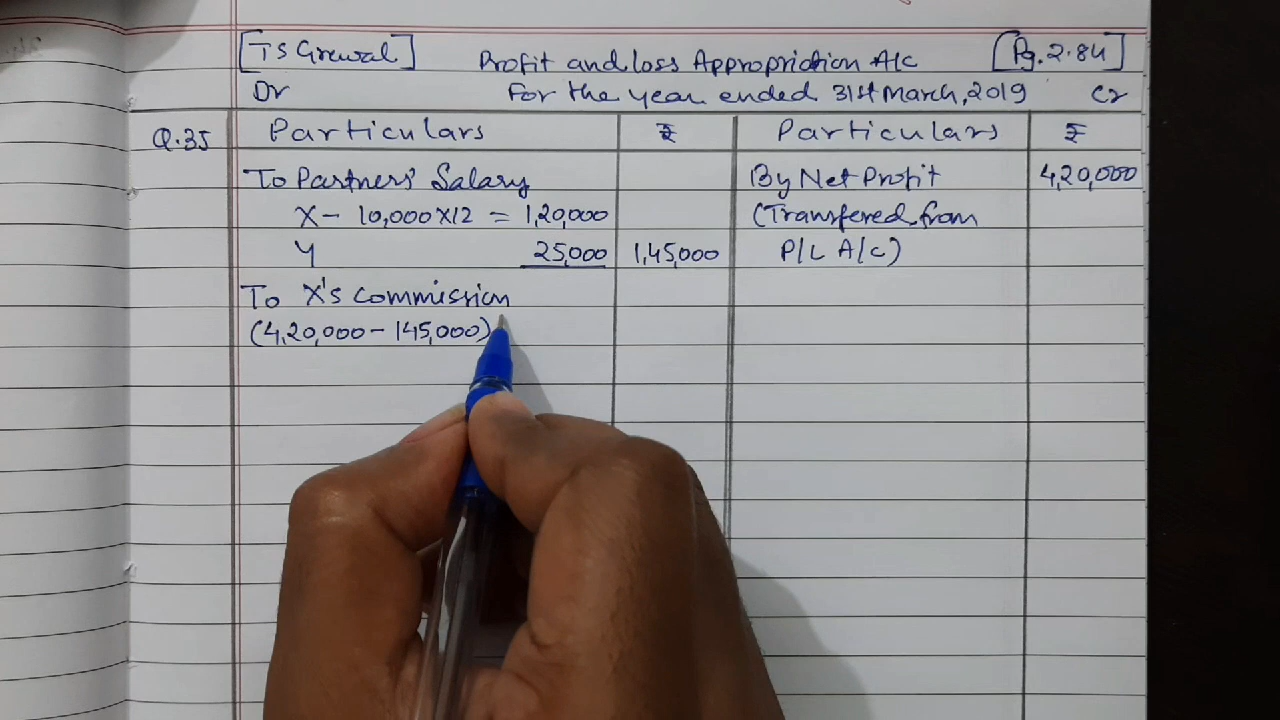 [TS Grewal] Profit and loss Appropriation A/c [Pg. 2.84]
Dr For the year ended 31st March, 2019 Cr
Q.35 Particulars ₹ Particulars ₹
To Partners' Salary By Net Profit 4,20,000
X - 10,000×12 = 1,20,000 (Transfered from
Y 25,000 1,45,000 P/L A/c)
To X's Commission
(4,20,000 - 145,000)